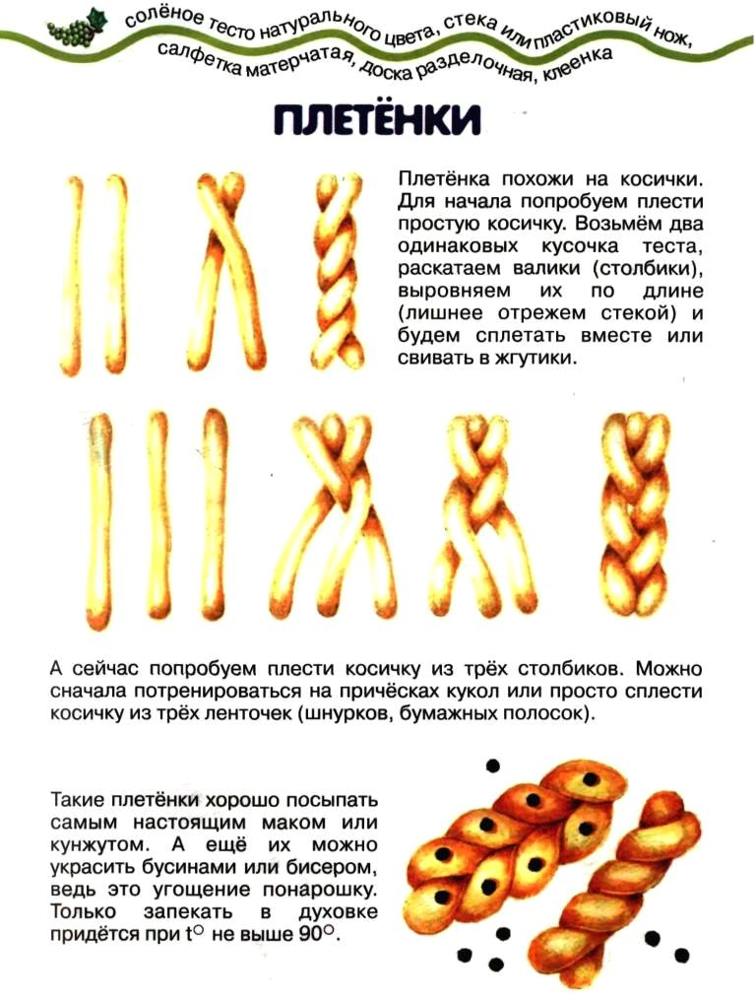 солёное тесто натурального цвета, стека или пластиковый нож,
салфетка матерчатая, доска разделочная, клеенка
ПЛЕТЁНКИ
Плетёнка похожи на косички.
Для начала попробуем плести
простую косичку. Возьмём два
одинаковых кусочка теста,
раскатаем валики (столбики),
выровняем их по длине
(лишнее отрежем стекой) и
будем сплетать вместе или
свивать в жгутики.
А сейчас попробуем плести косичку из трёх столбиков. Можно
сначала потренироваться на причёсках кукол или просто сплести
косичку из трёх ленточек (шнурков, бумажных полосок).
Такие плетёнки хорошо посыпать
самым настоящим маком или
кунжутом. А ещё их можно
украсить бусинами или бисером,
ведь это угощение понарошку.
Только запекать в духовке
придётся при t° не выше 90°.